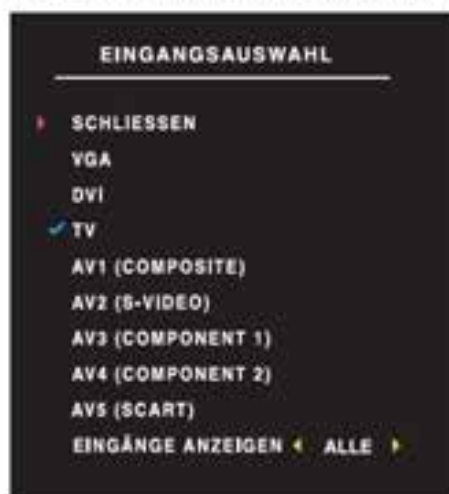 EINGANGSAUSWAHL
SCHLIESSEN
VGA
DVI
TV
AV1 (COMPOSITE)
AV2 (S-VIDEO)
AV3 (COMPONENT 1)
AV4 (COMPONENT 2)
AV5 (SCART)
EINGÄNGE ANZEIGEN ALLE